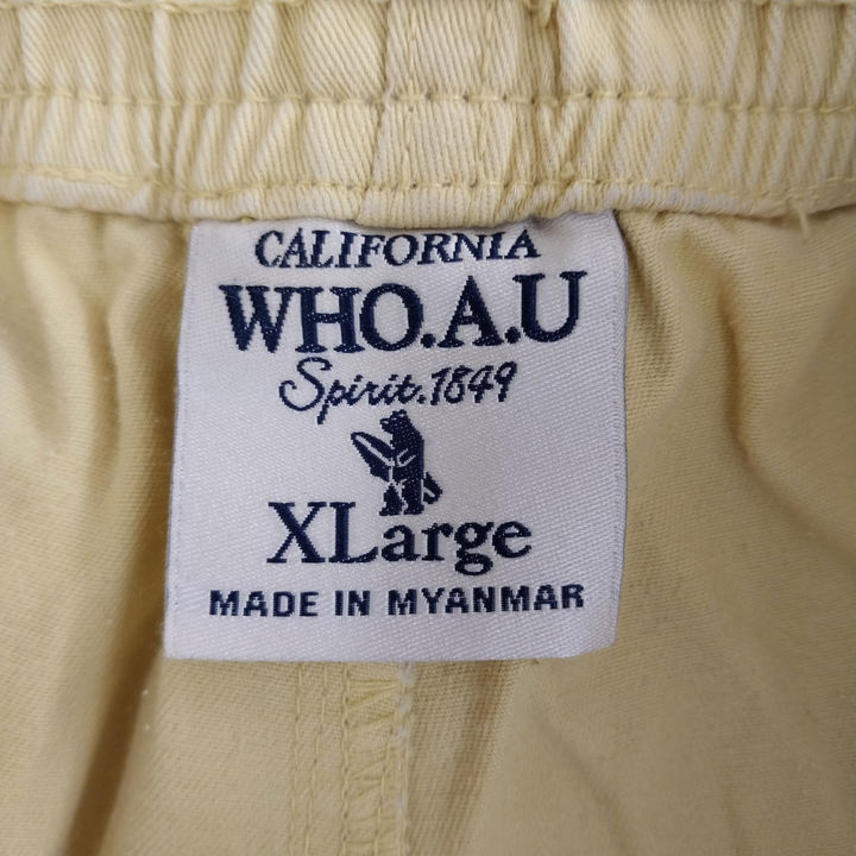 CALIFORNIA
WHO.A.U
Spirit.1849
XLarge
MADE IN MYANMAR